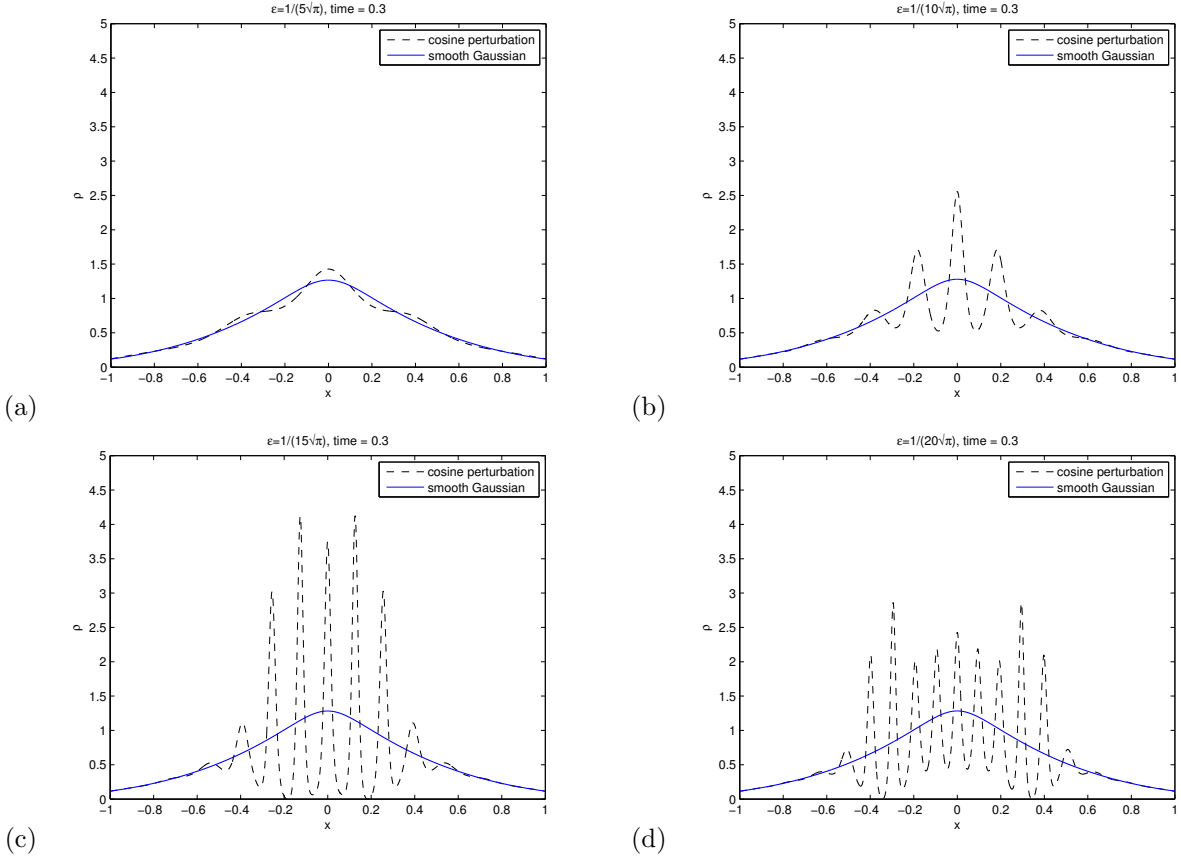 ε=1/(5√π), time = 0.3
5
4.5
4
3.5
3
2.5
2
1.5
1
0.5
0
ρ
cosine perturbation
smooth Gaussian
−1 −0.8 −0.6 −0.4 −0.2 0 0.2 0.4 0.6 0.8 1
x
(a)
ε=1/(10√π), time = 0.3
5
4.5
4
3.5
3
2.5
2
1.5
1
0.5
0
ρ
cosine perturbation
smooth Gaussian
−1 −0.8 −0.6 −0.4 −0.2 0 0.2 0.4 0.6 0.8 1
x
(b)
ε=1/(15√π), time = 0.3
5
4.5
4
3.5
3
2.5
2
1.5
1
0.5
0
ρ
cosine perturbation
smooth Gaussian
−1 −0.8 −0.6 −0.4 −0.2 0 0.2 0.4 0.6 0.8 1
x
(c)
ε=1/(20√π), time = 0.3
5
4.5
4
3.5
3
2.5
2
1.5
1
0.5
0
ρ
cosine perturbation
smooth Gaussian
−1 −0.8 −0.6 −0.4 −0.2 0 0.2 0.4 0.6 0.8 1
x
(d)